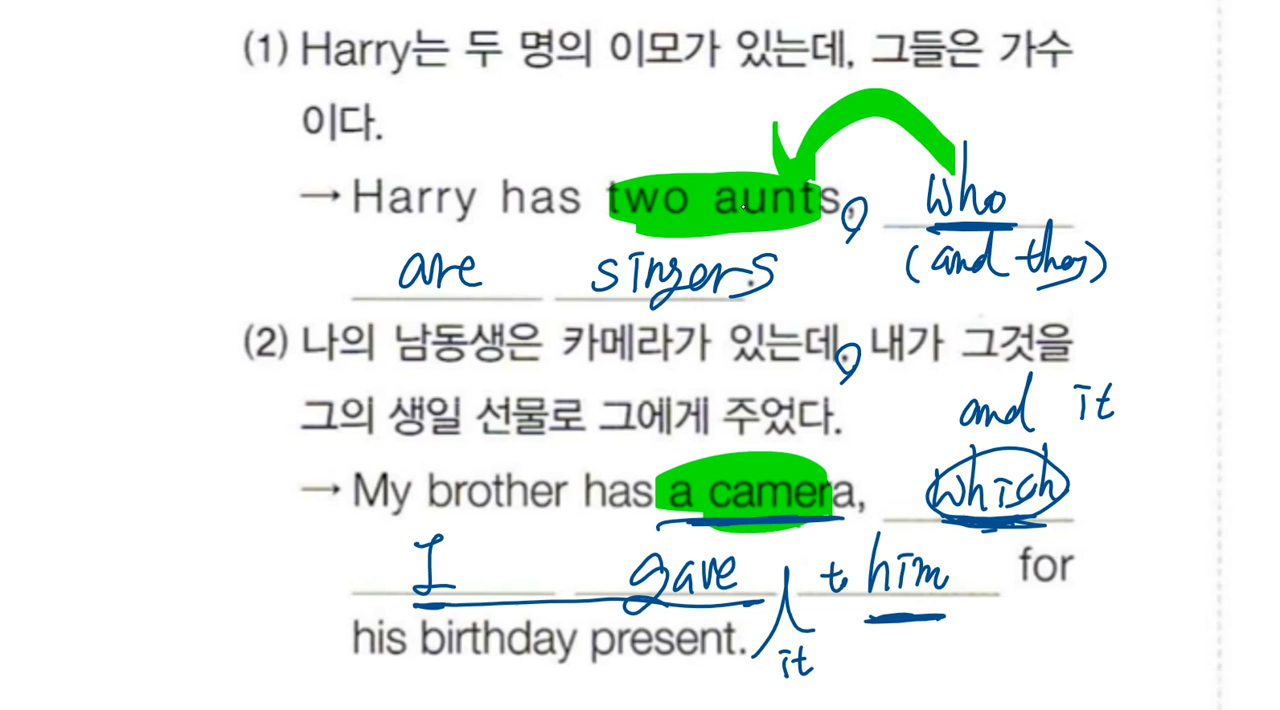 (1) Harry는 두 명의 이모가 있는데, 그들은 가수
이다.
→ Harry has two aunts, who
(and they)
are singers.
(2) 나의 남동생은 카메라가 있는데, 내가 그것을
그의 생일 선물로 그에게 주었다.
and it
→ My brother has a camera, which
I gave t him for
his birthday present.
it